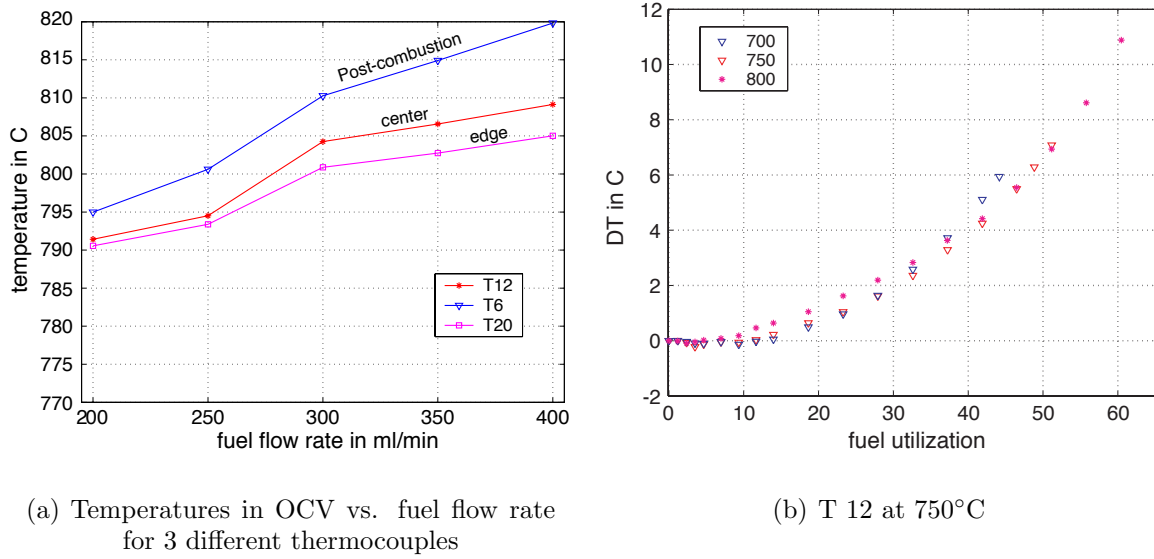 820
815
810
805
800
795
790
785
780
775
770
temperature in C
Post-combustion
center
edge
T12
T6
T20
200
250
300
350
400
fuel flow rate in ml/min
12
10
8
6
4
2
0
-2
DT in C
700
750
800
0
10
20
30
40
50
60
fuel utilization
(a) Temperatures in OCV vs. fuel flow rate
for 3 different thermocouples
(b) T 12 at 750°C